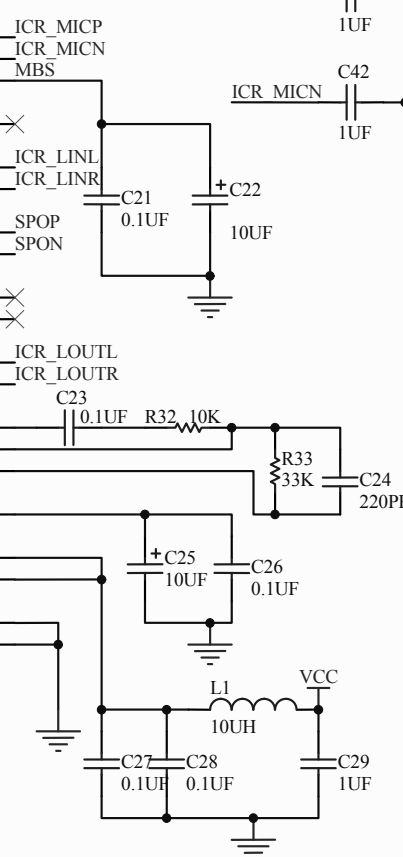 ICR_MICP
1UF
ICR_MICN
MBS
C42
ICR_MICN
1UF
ICR_LINL
ICR_LINR
C21
+ C22
0.1UF
10UF
SPOP
SPON
ICR_LOUTL
ICR_LOUTR
C23
0.1UF
R32 10K
R33
33K
C24
+ C25
10UF
C26
0.1UF
VCC
L1
10UH
C27
0.1UF
C28
0.1UF
C29
1UF